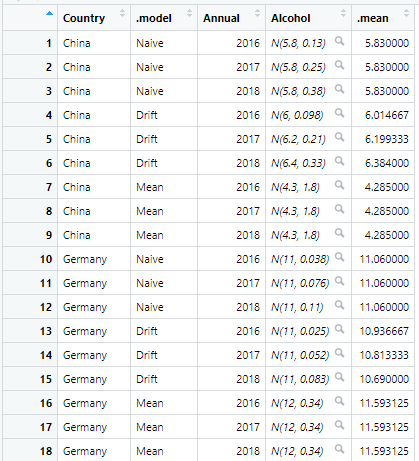 Country .model Annual Alcohol .mean
1 China Naive 2016 N(5.8, 0.13) 5.830000
2 China Naive 2017 N(5.8, 0.25) 5.830000
3 China Naive 2018 N(5.8, 0.38) 5.830000
4 China Drift 2016 N(6, 0.098) 6.014667
5 China Drift 2017 N(6.2, 0.21) 6.199333
6 China Drift 2018 N(6.4, 0.33) 6.384000
7 China Mean 2016 N(4.3, 1.8) 4.285000
8 China Mean 2017 N(4.3, 1.8) 4.285000
9 China Mean 2018 N(4.3, 1.8) 4.285000
10 Germany Naive 2016 N(11, 0.038) 11.060000
11 Germany Naive 2017 N(11, 0.076) 11.060000
12 Germany Naive 2018 N(11, 0.11) 11.060000
13 Germany Drift 2016 N(11, 0.025) 10.936667
14 Germany Drift 2017 N(11, 0.052) 10.813333
15 Germany Drift 2018 N(11, 0.083) 10.690000
16 Germany Mean 2016 N(12, 0.34) 11.593125
17 Germany Mean 2017 N(12, 0.34) 11.593125
18 Germany Mean 2018 N(12, 0.34) 11.593125